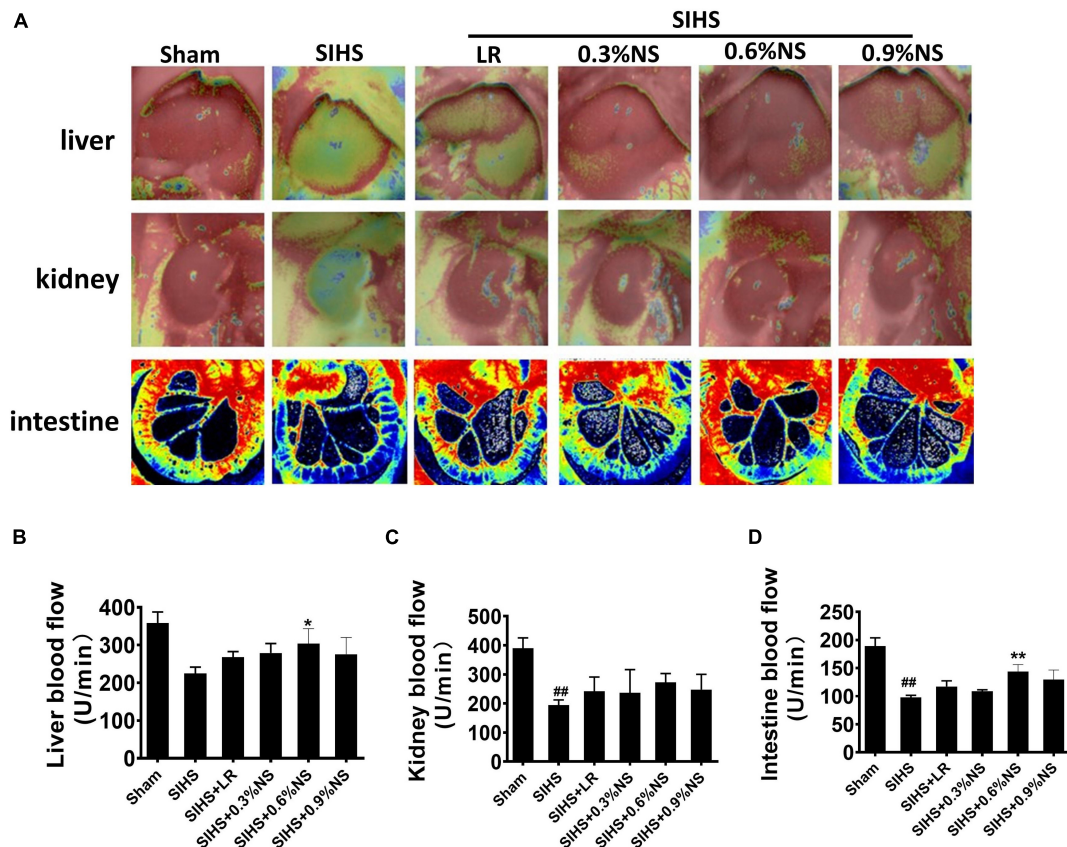 A
SIHS
Sham SIHS LR 0.3%NS 0.6%NS 0.9%NS
liver
kidney
intestine
B
Liver blood flow
(U/min)
400
300
200
100
0
*
Sham
SIHS
SIHS+LR
SIHS+0.3%NS
SIHS+0.6%NS
SIHS+0.9%NS
C
Kidney blood flow
(U/min)
500
400
300
200
100
0
##
Sham
SIHS
SIHS+LR
SIHS+0.3%NS
SIHS+0.6%NS
SIHS+0.9%NS
D
Intestine blood flow
(U/min)
250
200
150
100
50
0
##
**
Sham
SIHS
SIHS+LR
SIHS+0.3%NS
SIHS+0.6%NS
SIHS+0.9%NS